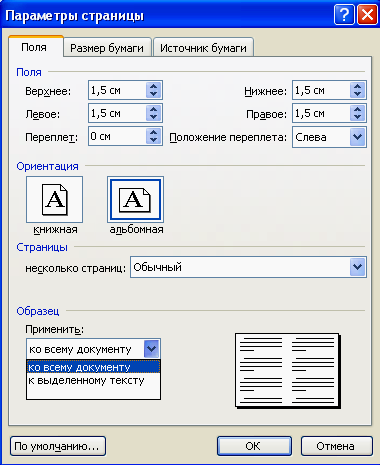 Параметры страницы
Поля Размер бумаги Источник бумаги
Поля
Верхнее: 1,5 см Нижнее: 1,5 см
Левое: 1,5 см Правое: 1,5 см
Переплет: 0 см Положение переплета: Слева
Ориентация
A A
книжная альбомная
Страницы
несколько страниц: Обычный
Образец
Применить:
ко всему документу
ко всему документу
к выделенному тексту
По умолчанию... ОК Отмена